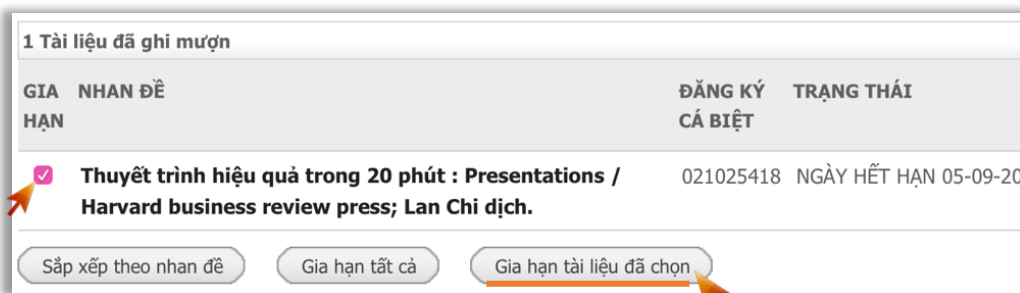 1 Tài liệu đã ghi mượn
GIA NHAN ĐỀ ĐĂNG KÝ TRẠNG THÁI
HẠN CÁ BIỆT
Thuyết trình hiệu quả trong 20 phút : Presentations / 021025418 NGÀY HẾT HẠN 05-09-20
Harvard business review press; Lan Chi dịch.
Sắp xếp theo nhan đề Gia hạn tất cả Gia hạn tài liệu đã chọn